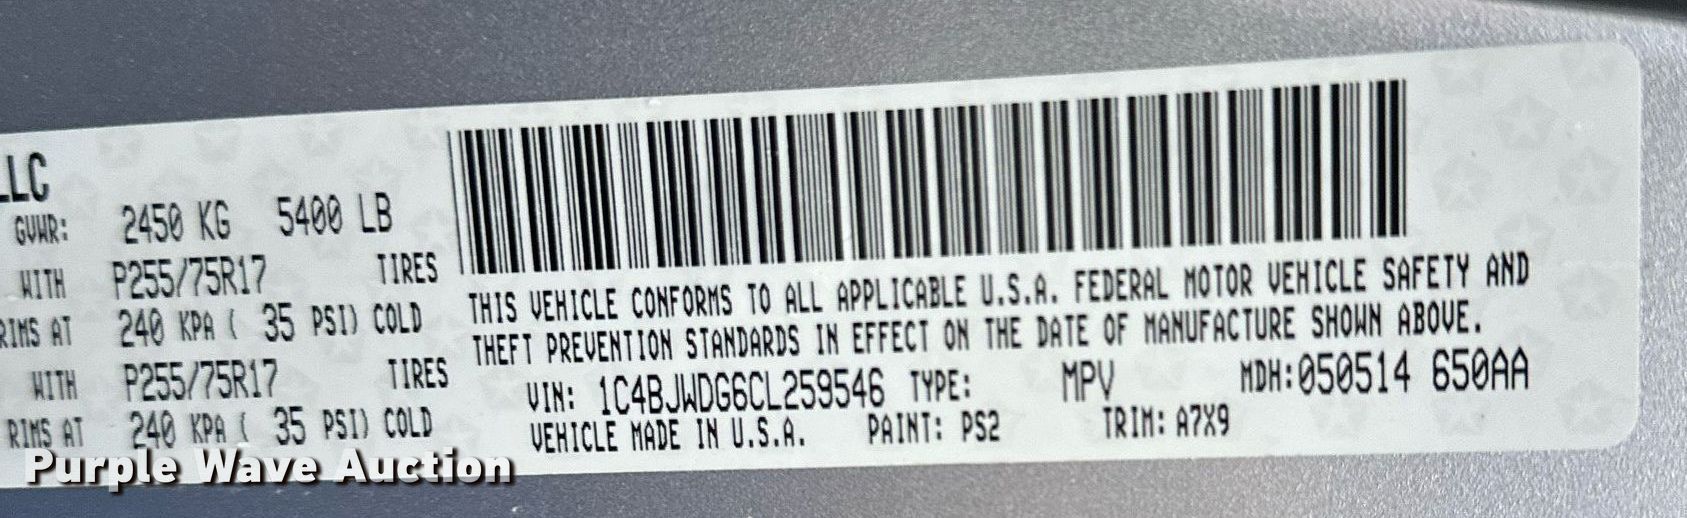 LLC
GVWR: 2450 KG 5400 LB
WITH P255/75R17 TIRES
RIMS AT 240 KPA ( 35 PSI) COLD
WITH P255/75R17 TIRES
RIMS AT 240 KPA ( 35 PSI) COLD
THIS VEHICLE CONFORMS TO ALL APPLICABLE U.S.A. FEDERAL MOTOR VEHICLE SAFETY AND
THEFT PREVENTION STANDARDS IN EFFECT ON THE DATE OF MANUFACTURE SHOWN ABOVE.
VIN: 1C4BJWDG6CL259546 TYPE: MPV MDH:050514 650AA
VEHICLE MADE IN U.S.A. PAINT: PS2 TRIM: A7X9
Purple Wave Auction